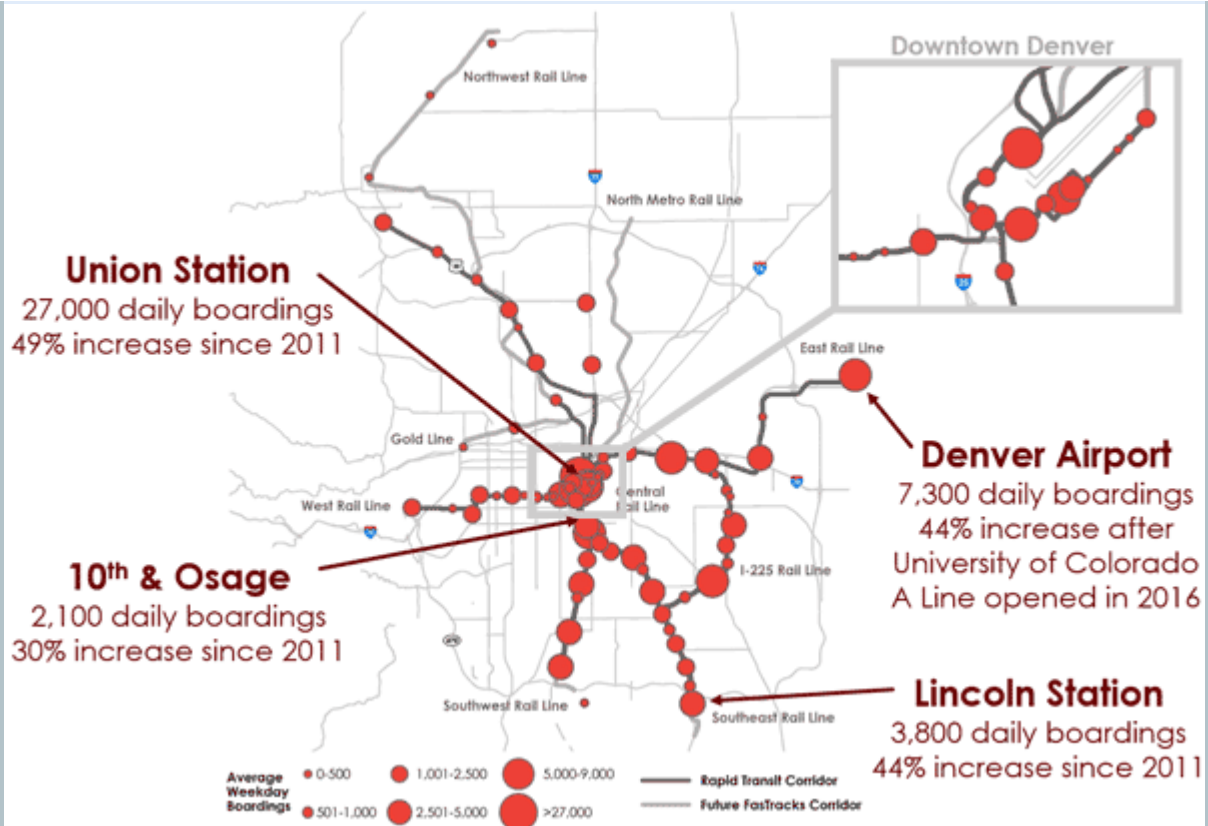 Downtown Denver
Northwest Rail Line
North Metro Rail Line
Union Station
27,000 daily boardings
49% increase since 2011
25
East Rail Line
Gold Line
Denver Airport
7,300 daily boardings
44% increase after
University of Colorado
A Line opened in 2016
West Rail Line
Central
Rail Line
10th & Osage
2,100 daily boardings
30% increase since 2011
I-225 Rail Line
Lincoln Station
3,800 daily boardings
44% increase since 2011
Southwest Rail Line
Southeast Rail Line
Average
Weekday
Boardings
0-500
1,001-2,500
5,000-9,000
501-1,000
2,501-5,000
>27,000
Rapid Transit Corridor
Future FasTracks Corridor